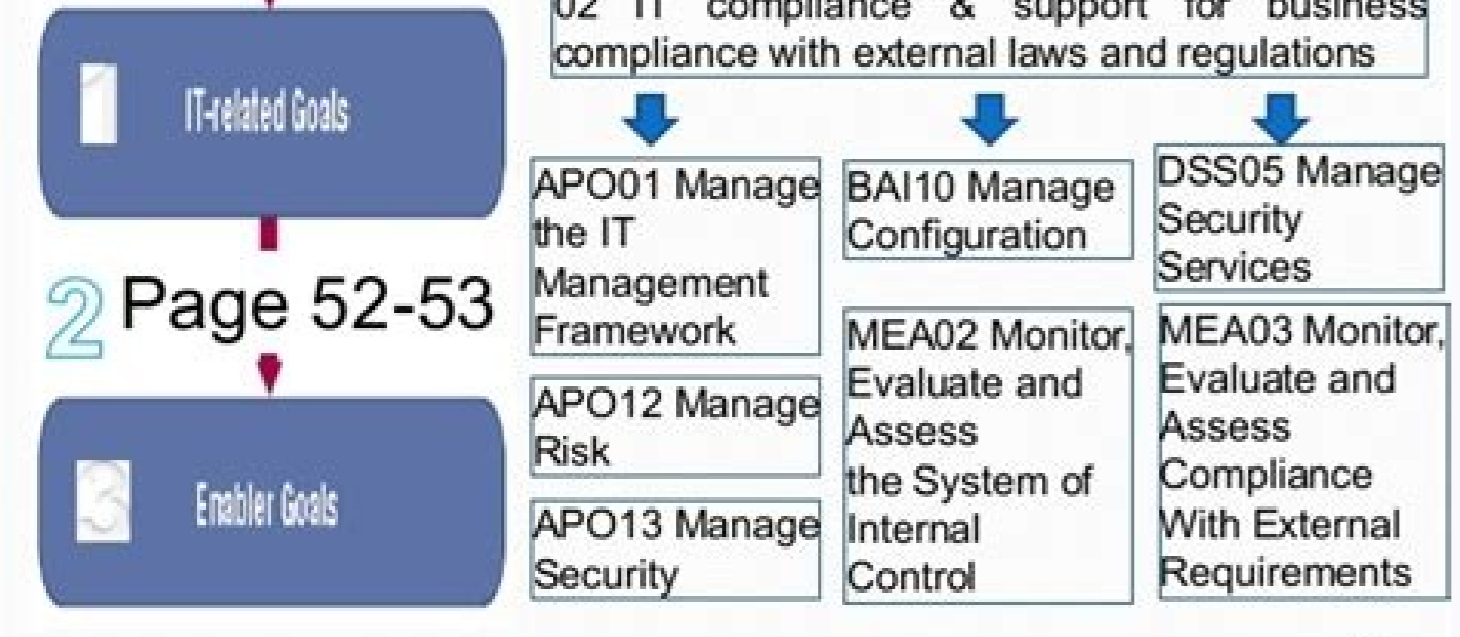 02 IT compliance & support for business
compliance with external laws and regulations
1
IT-related Goals
2 Page 52-53
3
Enabler Goals
APO01 Manage
the IT
Management
Framework
APO12 Manage
Risk
APO13 Manage
Security
BAI10 Manage
Configuration
MEA02 Monitor,
Evaluate and
Assess
the System of
Internal
Control
DSS05 Manage
Security
Services
MEA03 Monitor,
Evaluate and
Assess
Compliance
With External
Requirements